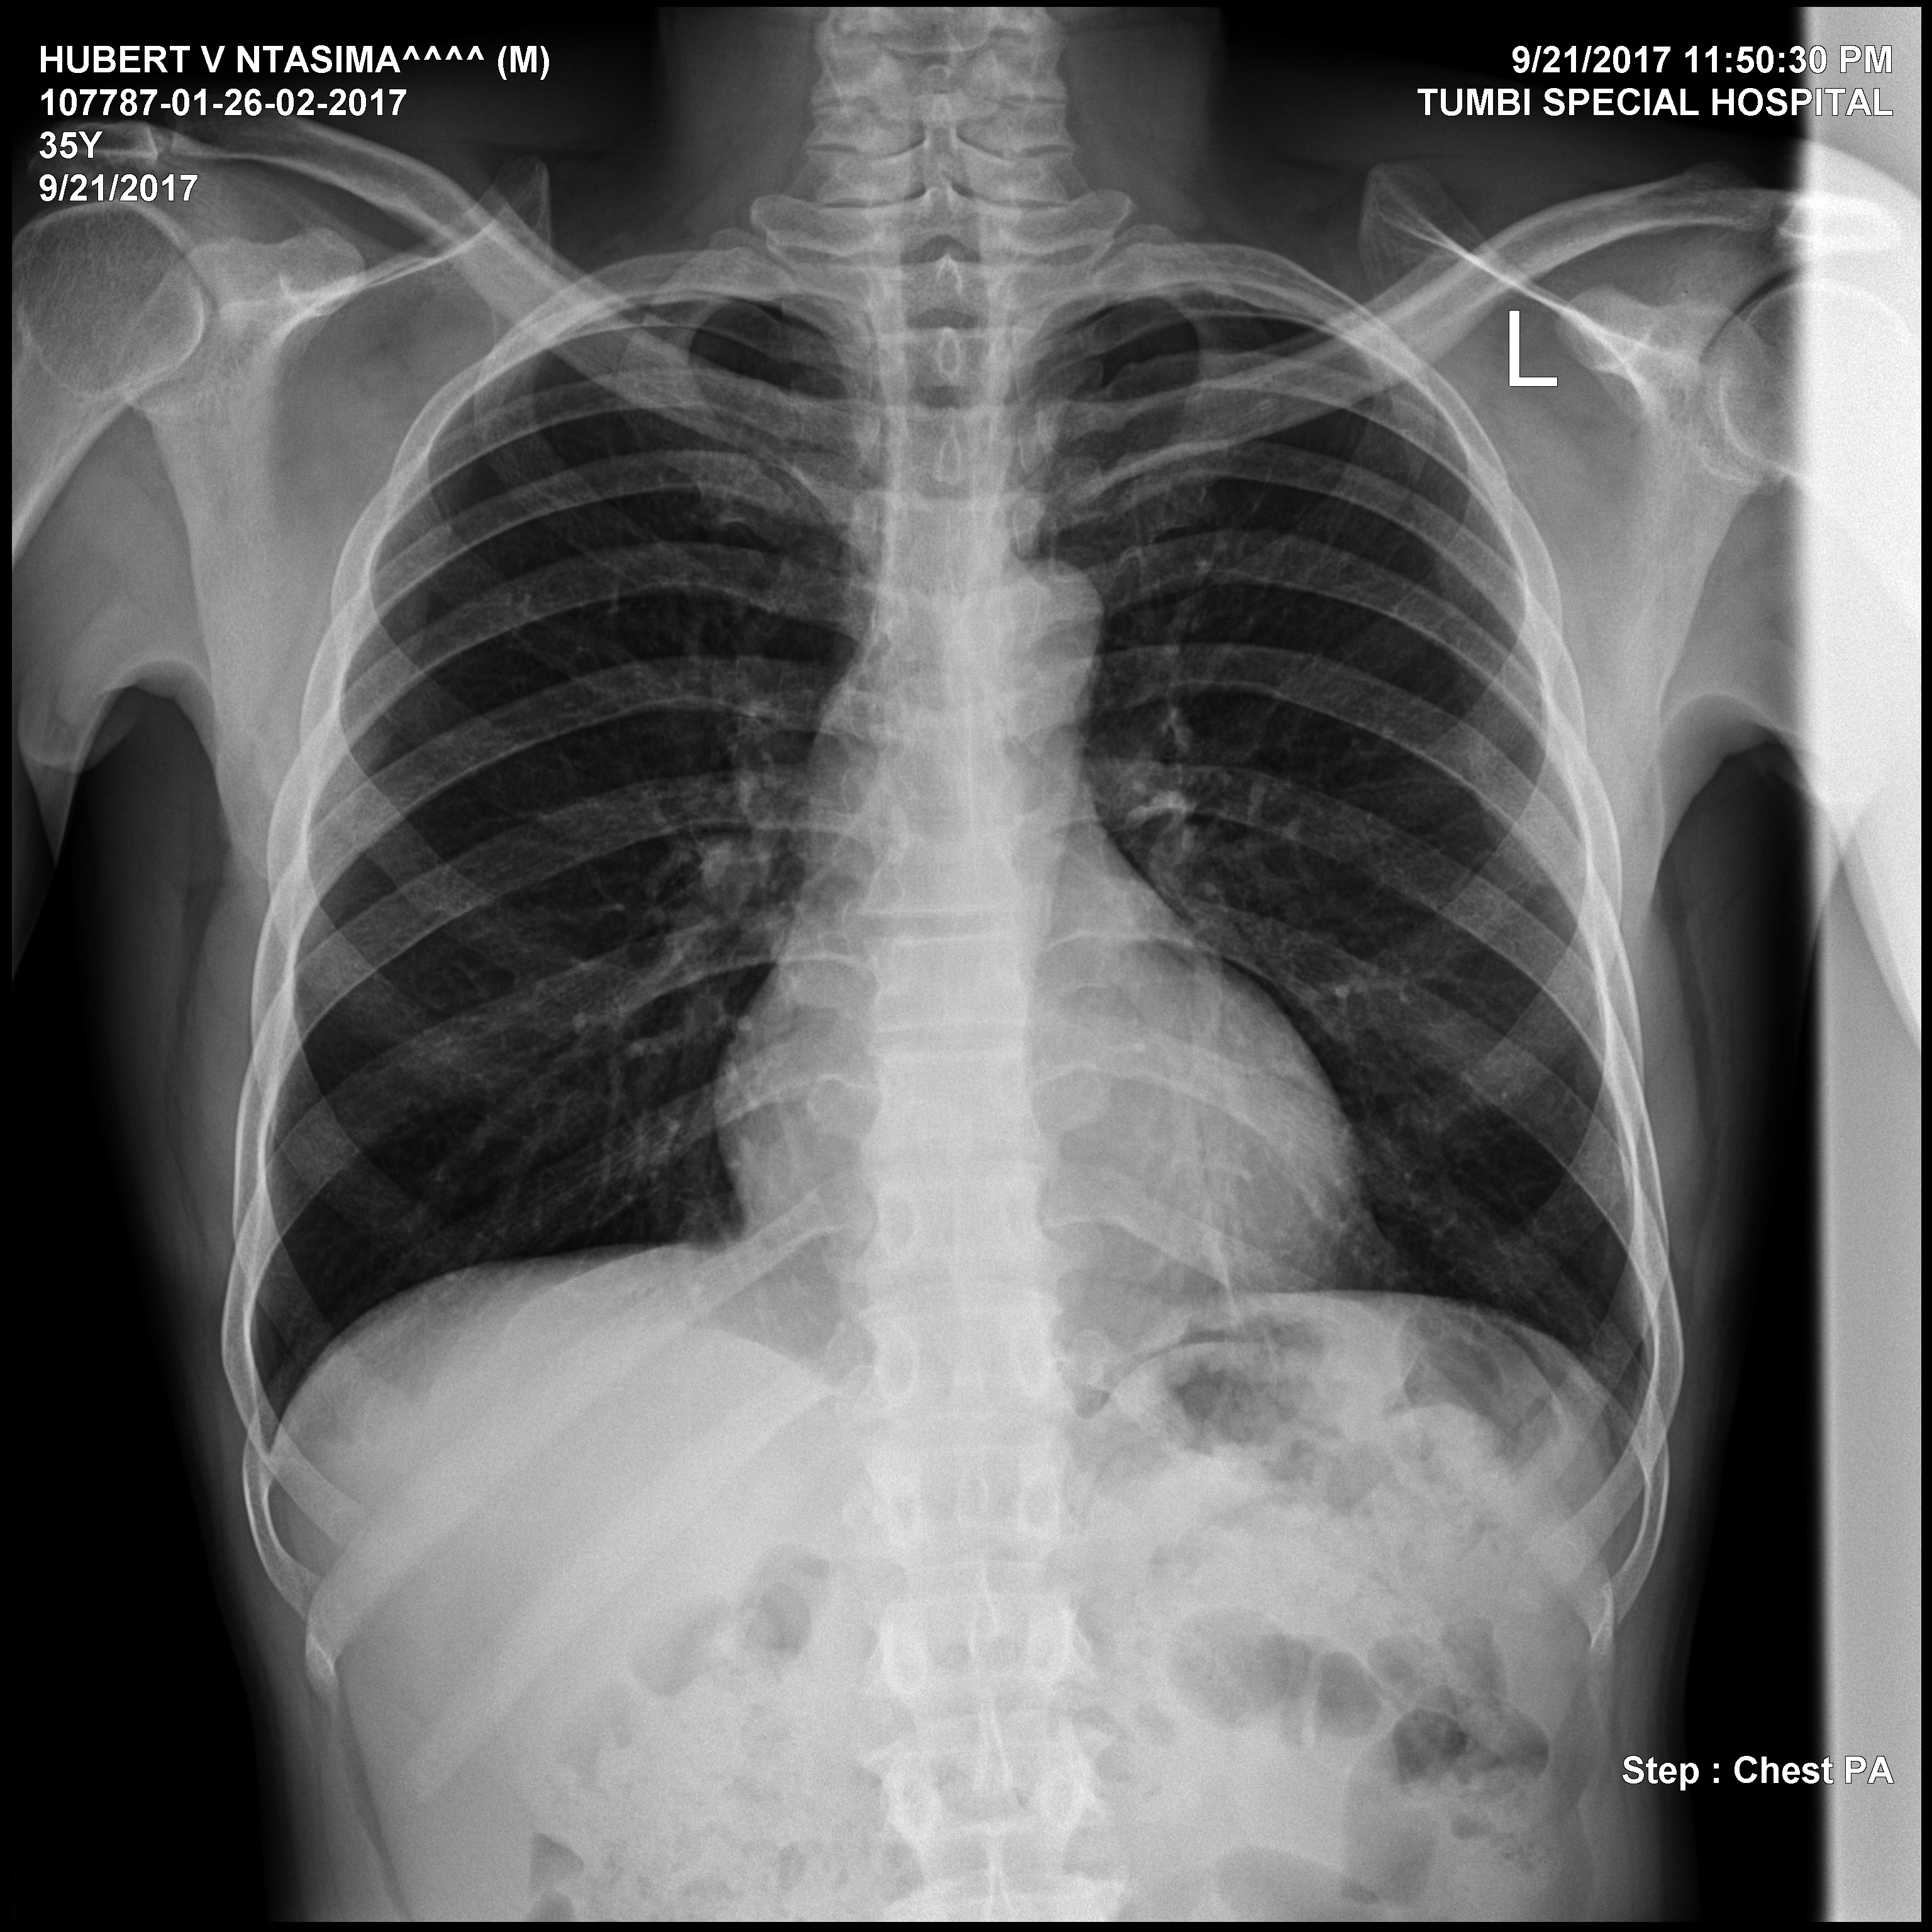 HUBERT V NTASIMA^^^^ (M)
107787-01-26-02-2017
35Y
9/21/2017
9/21/2017 11:50:30 PM
TUMBI SPECIAL HOSPITAL
L
Step : Chest PA